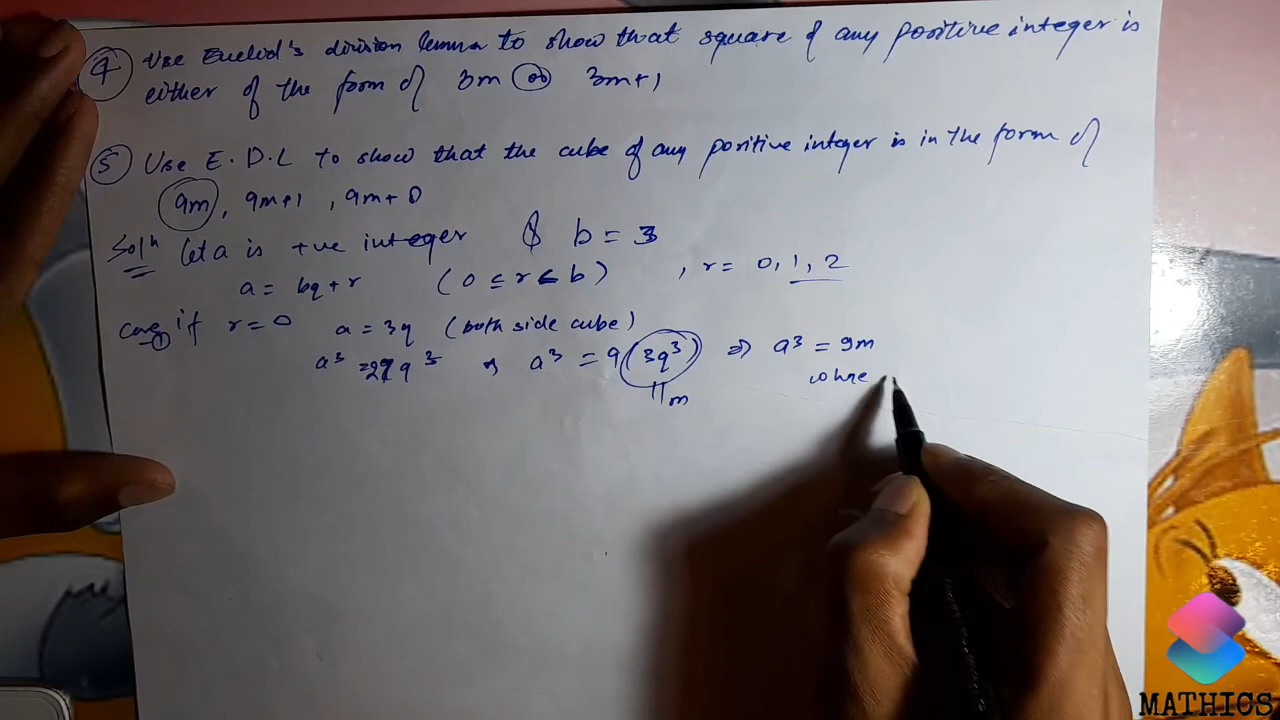 4 Use Euclid's division lemma to show that square of any positive integer is
either of the form of 3m or 3m+1
5 Use E.D.L to show that the cube of any positive integer is in the form of
9m, 9m+1, 9m+8
Solⁿ let a is +ve integer & b = 3
a = bq+r (0 ≤ r < b) , r = 0, 1, 2
Case ① if r = 0 a = 3q (both side cube)
a³ = 27q³ ⇒ a³ = 9(3q³) ⇒ a³ = 9m
|| m
whre
MATHICS